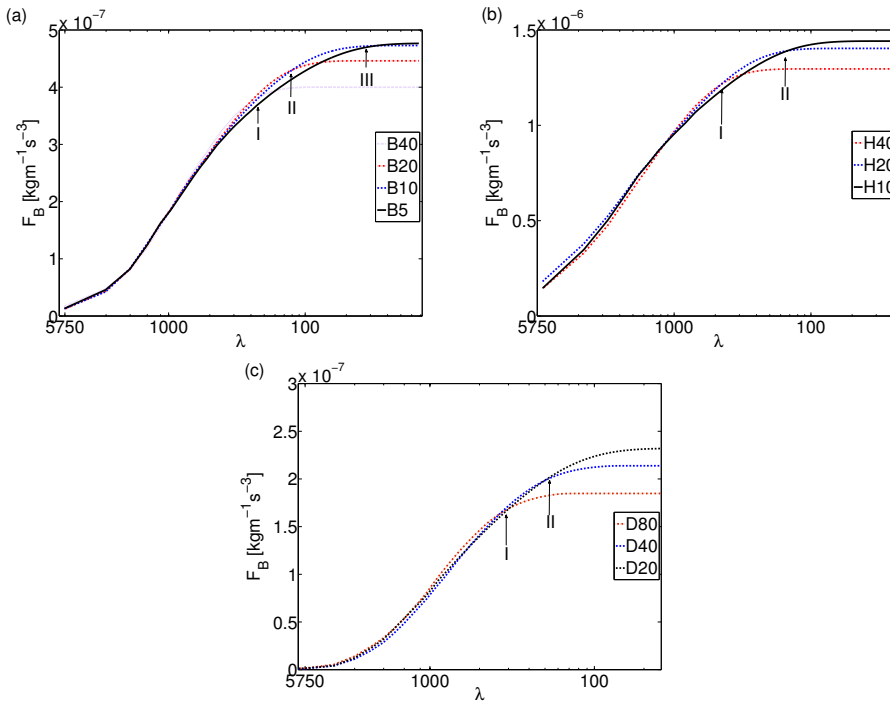 (a)
5 x 10^-7
4
3
2
1
0
F_B [kgm^-1 s^-3]
5750 1000 100
λ
I
II
III
B40
B20
B10
B5
(b)
1.5 x 10^-6
1
0.5
0
F_B [kgm^-1 s^-3]
5750 1000 100
λ
I
II
H40
H20
H10
(c)
3 x 10^-7
2.5
2
1.5
1
0.5
0
F_B [kgm^-1 s^-3]
5750 1000 100
λ
I
II
D80
D40
D20